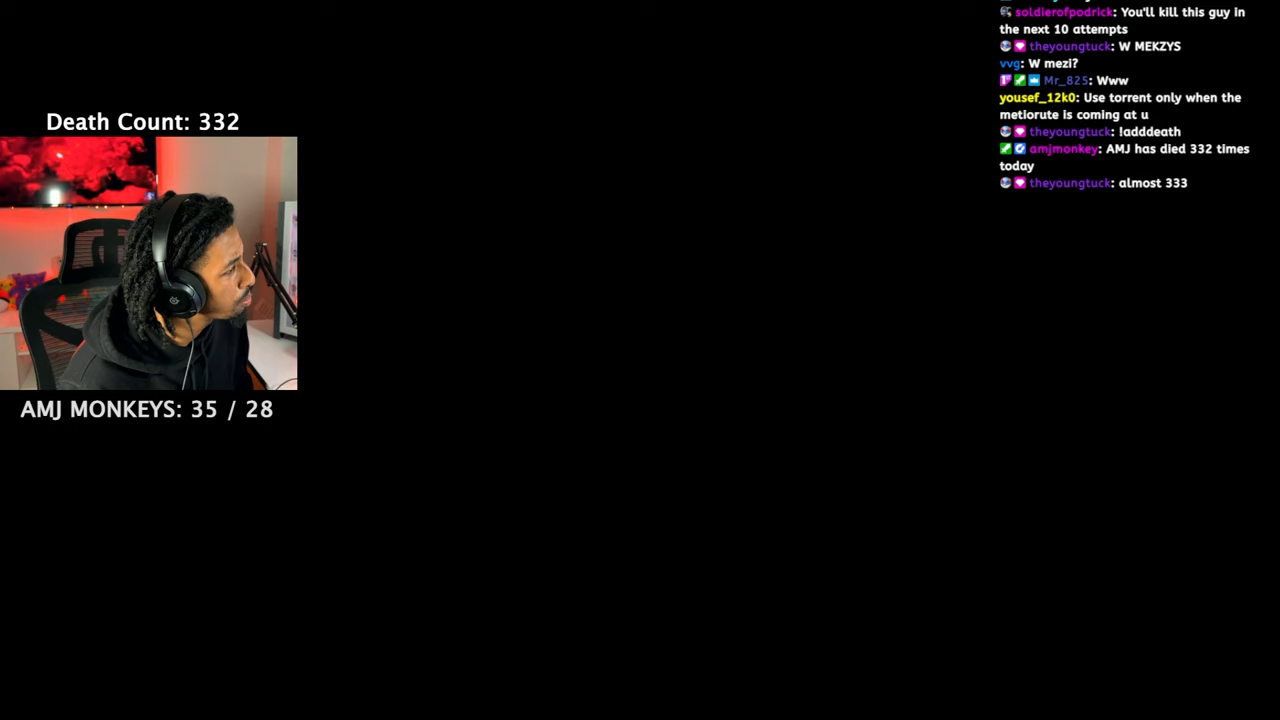 soldierofpodrick: You'll kill this guy in
the next 10 attempts
theyoungtuck: W MEKZYS
vvg: W mezi?
Mr_825: Www
yousef_12k0: Use torrent only when the
metiorute is coming at u
theyoungtuck: !adddeath
amjmonkey: AMJ has died 332 times
today
theyoungtuck: almost 333
Death Count: 332
AMJ MONKEYS: 35 / 28